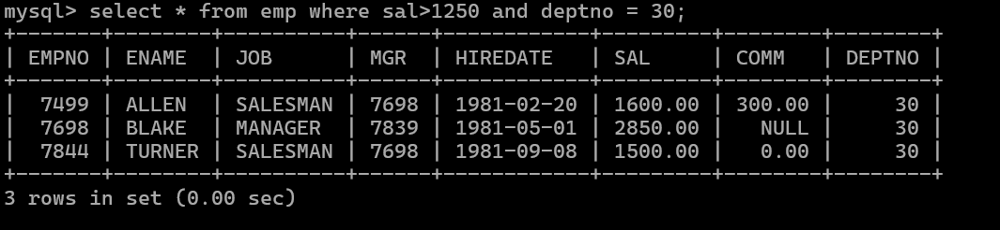 mysql> select * from emp where sal>1250 and deptno = 30;
+-------+--------+----------+------+------------+---------+--------+--------+
| EMPNO | ENAME  | JOB      | MGR  | HIREDATE   | SAL     | COMM   | DEPTNO |
+-------+--------+----------+------+------------+---------+--------+--------+
|  7499 | ALLEN  | SALESMAN | 7698 | 1981-02-20 | 1600.00 | 300.00 |     30 |
|  7698 | BLAKE  | MANAGER  | 7839 | 1981-05-01 | 2850.00 |   NULL |     30 |
|  7844 | TURNER | SALESMAN | 7698 | 1981-09-08 | 1500.00 |   0.00 |     30 |
+-------+--------+----------+------+------------+---------+--------+--------+
3 rows in set (0.00 sec)